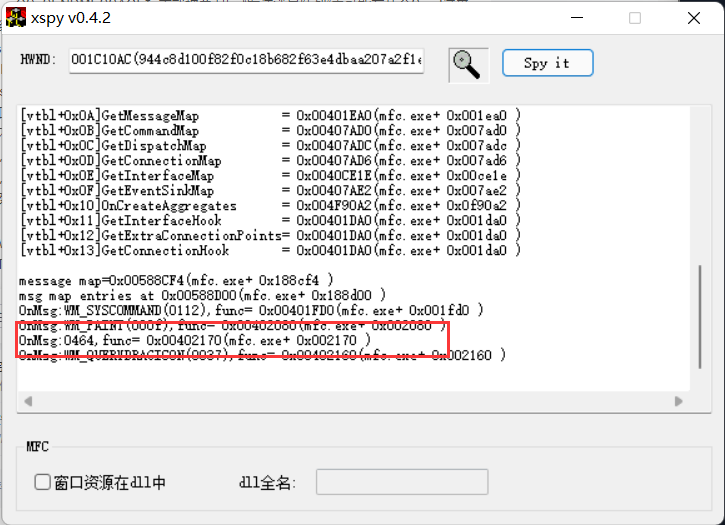 xspy v0.4.2
HWND: 001C10AC(944c8d100f82f0c18b682f63e4dbaa207a2f1e
Spy it
[vtbl+0x0A]GetMessageMap = 0x00401EA0(mfc.exe+ 0x001ea0 )
[vtbl+0x0B]GetCommandMap = 0x00407AD0(mfc.exe+ 0x007ad0 )
[vtbl+0x0C]GetDispatchMap = 0x00407ADC(mfc.exe+ 0x007adc )
[vtbl+0x0D]GetConnectionMap = 0x00407AD6(mfc.exe+ 0x007ad6 )
[vtbl+0x0E]GetInterfaceMap = 0x0040CE1E(mfc.exe+ 0x00ce1e )
[vtbl+0x0F]GetEventSinkMap = 0x00407AE2(mfc.exe+ 0x007ae2 )
[vtbl+0x10]OnCreateAggregates = 0x004F90A2(mfc.exe+ 0x0f90a2 )
[vtbl+0x11]GetInterfaceHook = 0x00401DA0(mfc.exe+ 0x001da0 )
[vtbl+0x12]GetExtraConnectionPoints= 0x00401DA0(mfc.exe+ 0x001da0 )
[vtbl+0x13]GetConnectionHook = 0x00401DA0(mfc.exe+ 0x001da0 )
message map=0x00588CF4(mfc.exe+ 0x188cf4 )
msg map entries at 0x00588D00(mfc.exe+ 0x188d00 )
OnMsg:WM_SYSCOMMAND(0112),func= 0x00401FD0(mfc.exe+ 0x001fd0 )
OnMsg:WM_PAINT(000f),func= 0x00402080(mfc.exe+ 0x002080 )
OnMsg:0464,func= 0x00402170(mfc.exe+ 0x002170 )
OnMsg:WM_QUERYDRAGICON(0037),func= 0x00402160(mfc.exe+ 0x002160 )
MFC
窗口资源在dll中 dll全名: